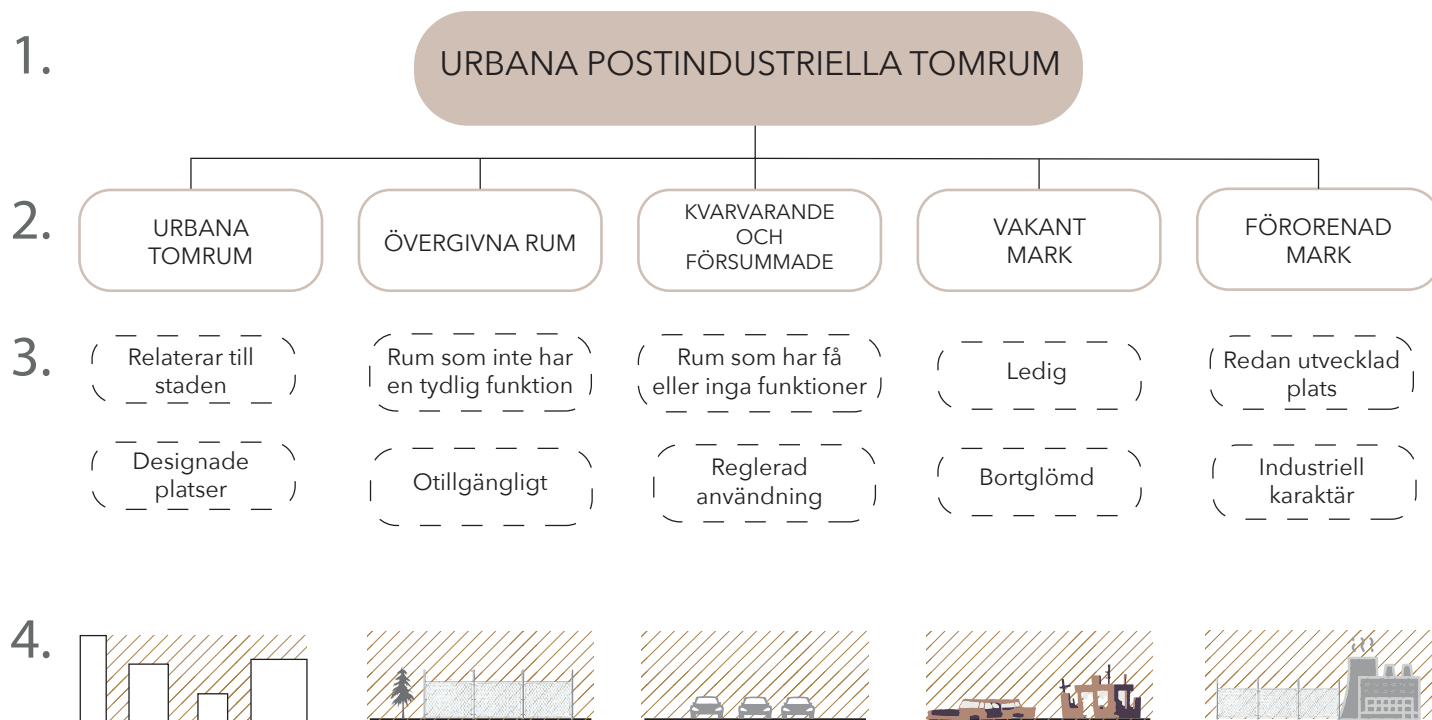 1.
URBANA POSTINDUSTRIELLA TOMRUM
2.
URBANA
TOMRUM
ÖVERGIVNA RUM
KVARVARANDE
OCH
FÖRSUMMADE
VAKANT
MARK
FÖRORENAD
MARK
3.
Relaterar till
staden
Rum som inte har
en tydlig funktion
Rum som har få
eller inga funktioner
Ledig
Redan utvecklad
plats
Designade
platser
Otillgängligt
Reglerad
användning
Bortglömd
Industriell
karaktär
4.